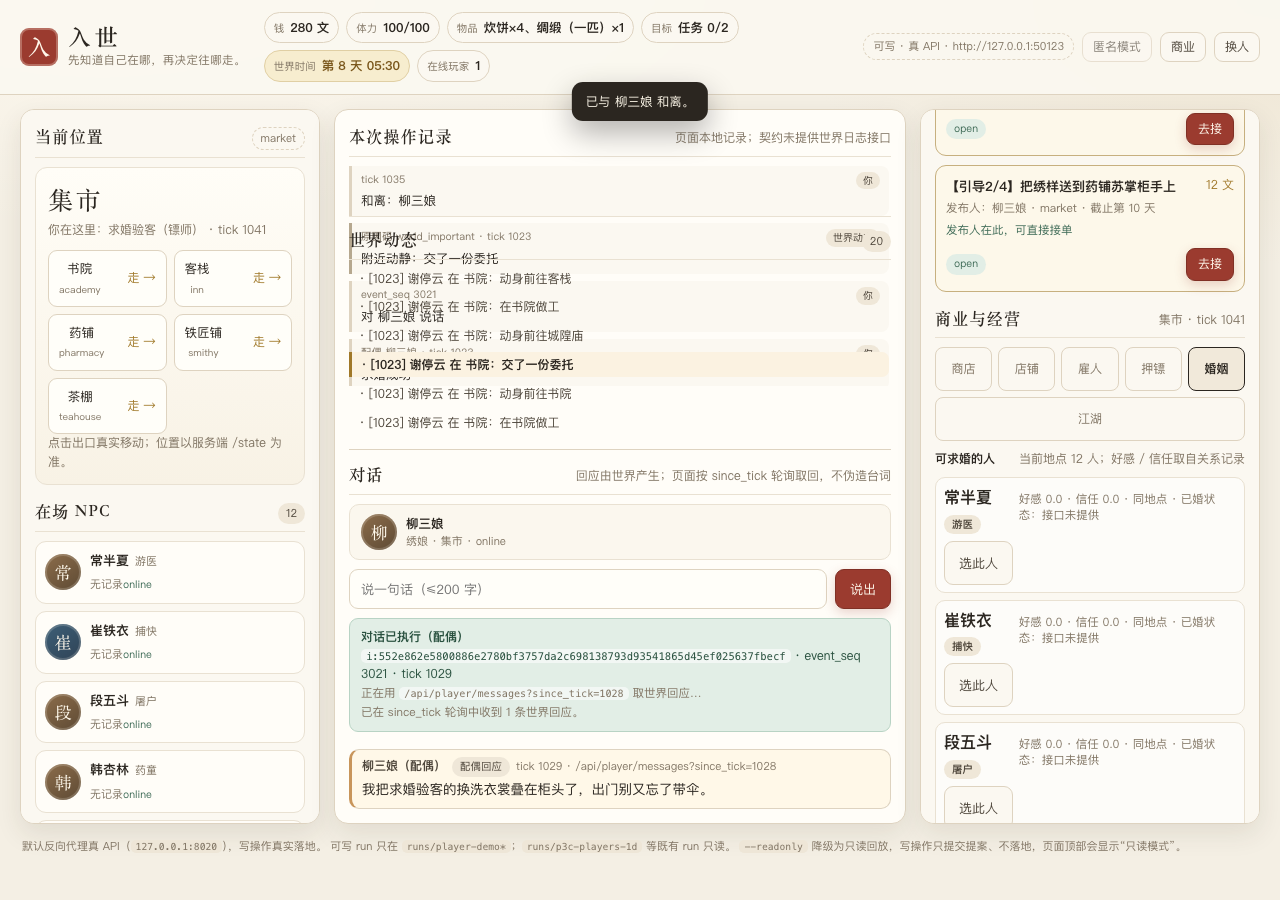 入
入世
先知道自己在哪，再决定往哪走。
钱 280 文
体力 100/100
物品 炊饼×4、绸缎（一匹）×1
目标 任务 0/2
世界时间 第 8 天 05:30
在线玩家 1
可写 · 真 API · http://127.0.0.1:50123
匿名模式
商业
换人
已与 柳三娘 和离。
当前位置
market
集市
你在这里：求婚验客（镖师） · tick 1041
书院
academy
走 →
客栈
inn
走 →
药铺
pharmacy
走 →
铁匠铺
smithy
走 →
茶棚
teahouse
走 →
点击出口真实移动；位置以服务端 /state 为
准。
在场 NPC
12
常
常半夏 游医
无记录online
崔
崔铁衣 捕快
无记录online
段
段五斗 屠户
无记录online
韩
韩杏林 药童
无记录online
本次操作记录
页面本地记录；契约未提供世界日志接口
tick 1035
你
和离：柳三娘
world_important · tick 1023
世界动
世界动态
20
附近动静：交了一份委托
· [1023] 谢停云 在 书院：动身前往客栈
event_seq 3021
你
· [1023] 谢停云 在 书院：在书院做工
对 柳三娘 说话
· [1023] 谢停云 在 书院：动身前往城隍庙
· [1023] 谢停云 在 书院：交了一份委托
· [1023] 谢停云 在 书院：动身前往书院
· [1023] 谢停云 在 书院：在书院做工
对话
回应由世界产生；页面按 since_tick 轮询取回，不伪造台词
柳
柳三娘
绣娘 · 集市 · online
说一句话（≤200 字）
说出
对话已执行（配偶）
i:552e862e5800886e2780bf3757da2c698138793d93541865d45ef025637fbecf · event_seq
3021 · tick 1029
正在用 /api/player/messages?since_tick=1028 取世界回应…
已在 since_tick 轮询中收到 1 条世界回应。
柳三娘（配偶） 配偶回应 tick 1029 · /api/player/messages?since_tick=1028
我把求婚验客的换洗衣裳叠在柜头了，出门别又忘了带伞。
open
去接
【引导2/4】把绣样送到药铺苏掌柜手上
12 文
发布人：柳三娘 · market · 截止第 10 天
发布人在此，可直接接单
open
去接
商业与经营
集市 · tick 1041
商店
店铺
雇人
押镖
婚姻
江湖
可求婚的人
当前地点 12 人；好感 / 信任取自关系记录
常半夏
游医
好感 0.0 · 信任 0.0 · 同地点 · 已婚状
态：接口未提供
选此人
崔铁衣
捕快
好感 0.0 · 信任 0.0 · 同地点 · 已婚状
态：接口未提供
选此人
段五斗
屠户
好感 0.0 · 信任 0.0 · 同地点 · 已婚状
态：接口未提供
选此人
默认反向代理真 API（ 127.0.0.1:8020 ），写操作真实落地。 可写 run 只在 runs/player-demo* ； runs/p3c-players-1d 等既有 run 只读。 --readonly 降级为只读回放，写操作只提交提案、不落地，页面顶部会显示“只读模式”。